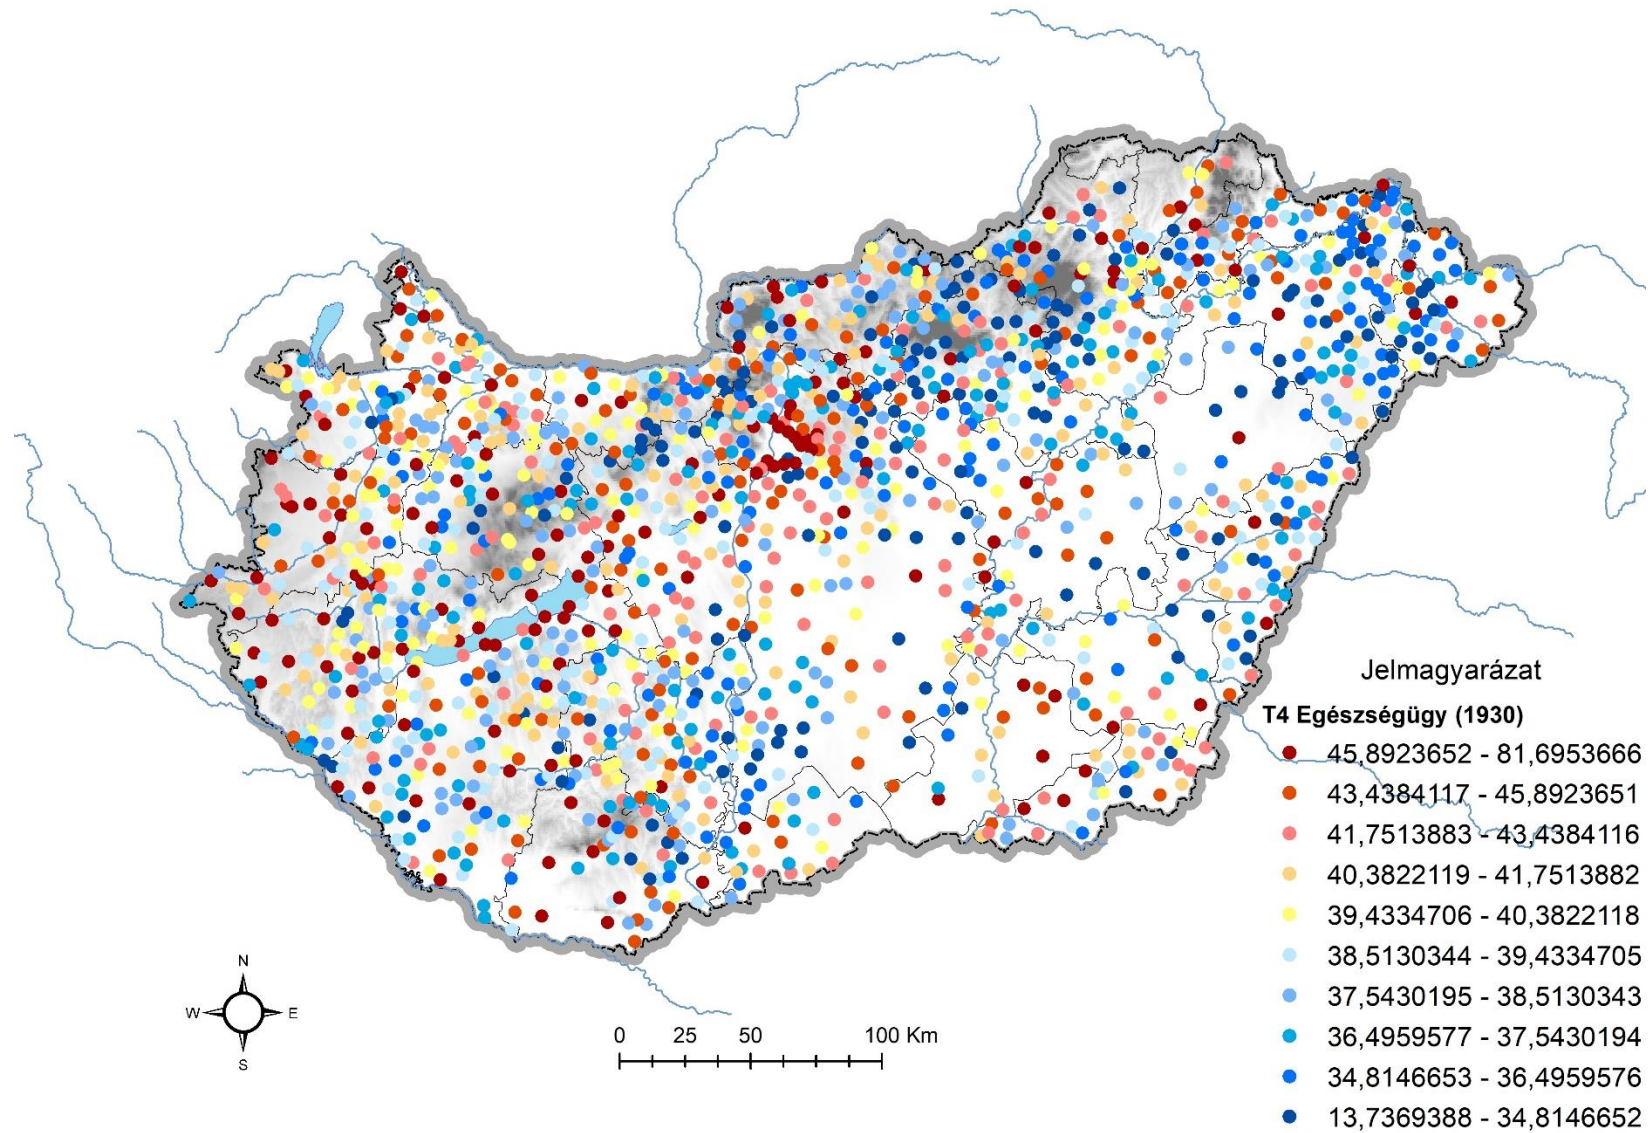 Jelmagyarázat
T4 Egészségügy (1930)
45,8923652 - 81,6953666
43,4384117 - 45,8923651
41,7513883 - 43,4384116
40,3822119 - 41,7513882
39,4334706 - 40,3822118
38,5130344 - 39,4334705
37,5430195 - 38,5130343
36,4959577 - 37,5430194
34,8146653 - 36,4959576
13,7369388 - 34,8146652
N
W E
S
0 25 50 100 Km